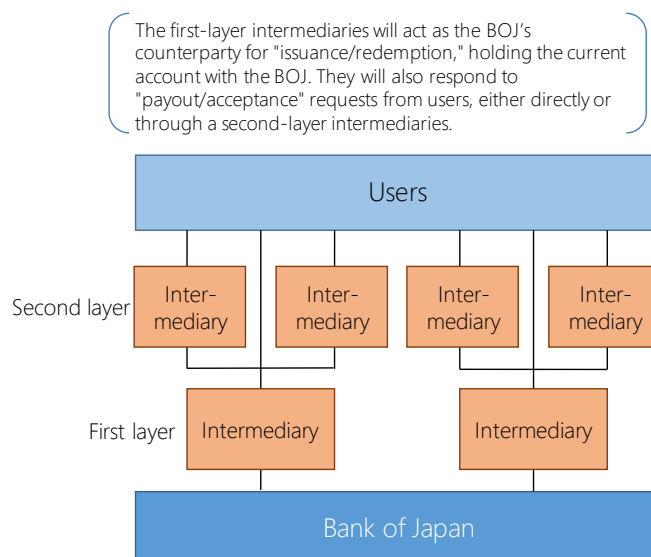 The first-layer intermediaries will act as the BOJ's
counterparty for "issuance/redemption," holding the current
account with the BOJ. They will also respond to
"payout/acceptance" requests from users, either directly or
through a second-layer intermediaries.
Users
Second layer
Inter-
mediary
Inter-
mediary
Inter-
mediary
Inter-
mediary
First layer
Intermediary
Intermediary
Bank of Japan